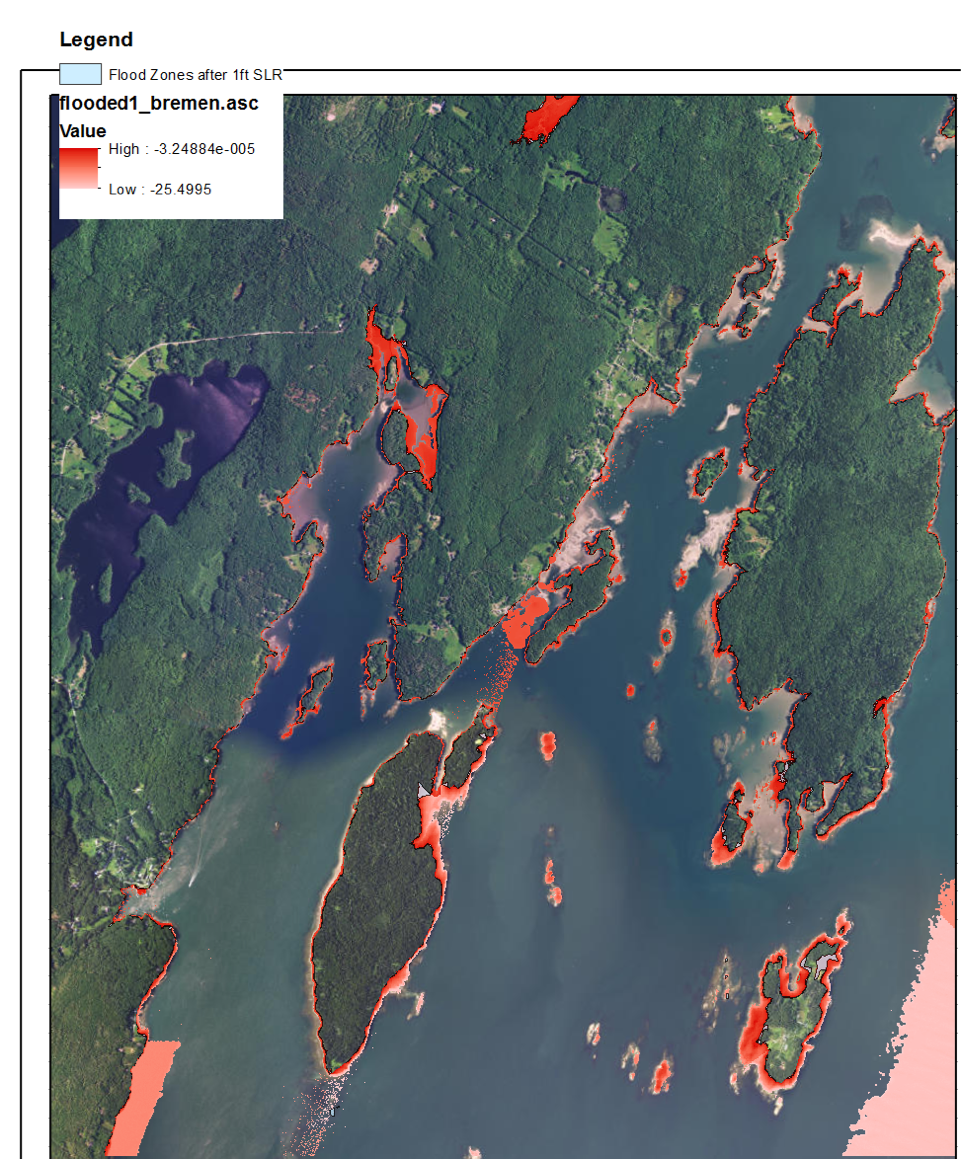 Legend
Flood Zones after 1ft SLR
flooded1_bremen.asc
Value
High : -3.24884e-005
Low : -25.4995